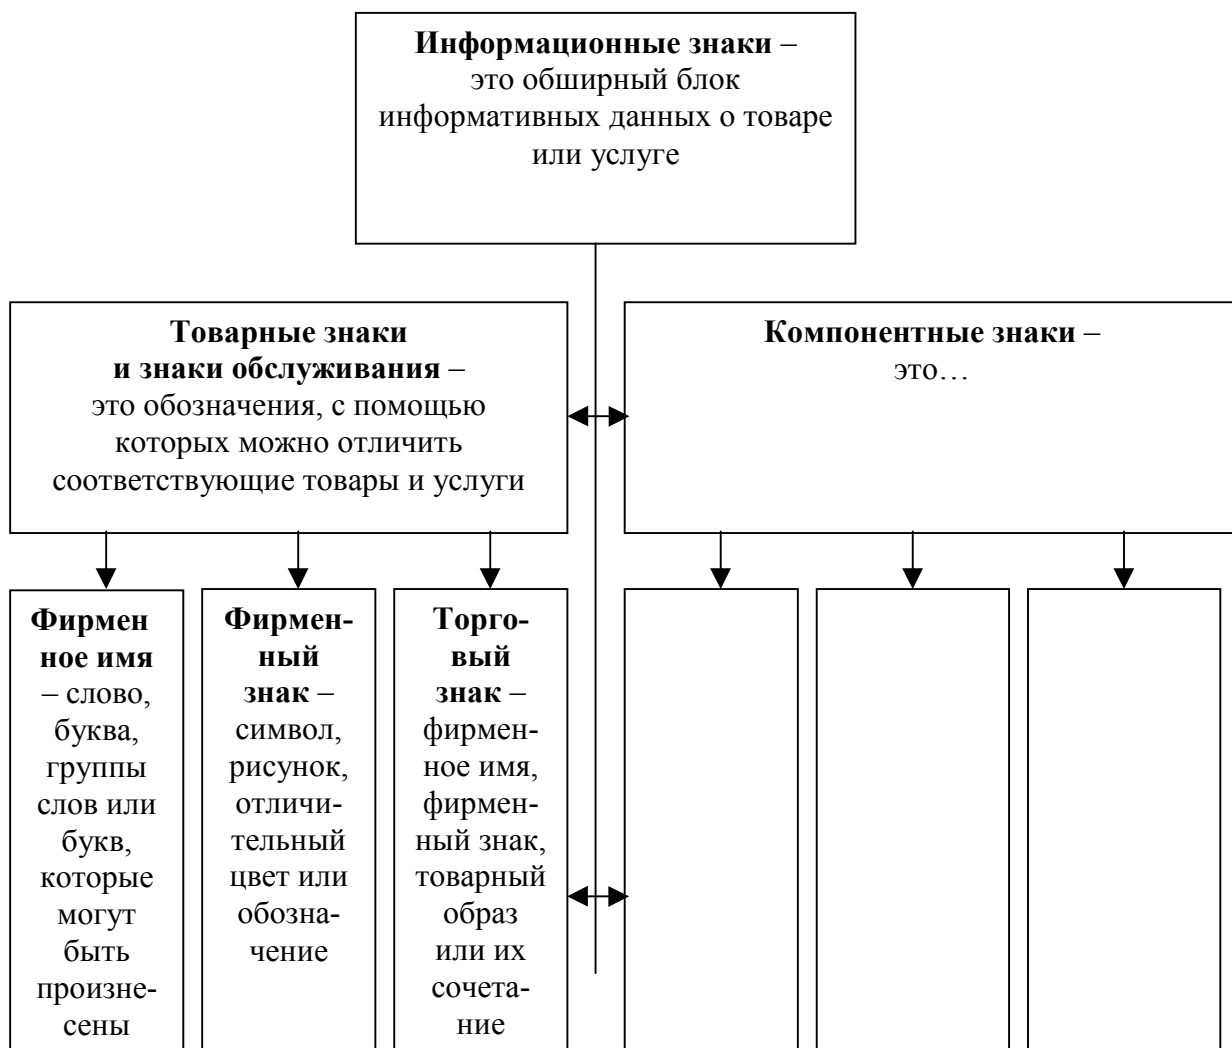 Информационные знаки –
это обширный блок
информативных данных о товаре
или услуге
Товарные знаки
и знаки обслуживания –
это обозначения, с помощью
которых можно отличить
соответствующие товары и услуги
Компонентные знаки –
это…
Фирмен
ное имя
– слово,
буква,
группы
слов или
букв,
которые
могут
быть
произне-
сены
Фирмен-
ный
знак –
символ,
рисунок,
отличи-
тельный
цвет или
обозна-
чение
Торго-
вый
знак –
фирмен-
ное имя,
фирмен-
ный знак,
товарный
образ
или их
сочета-
ние